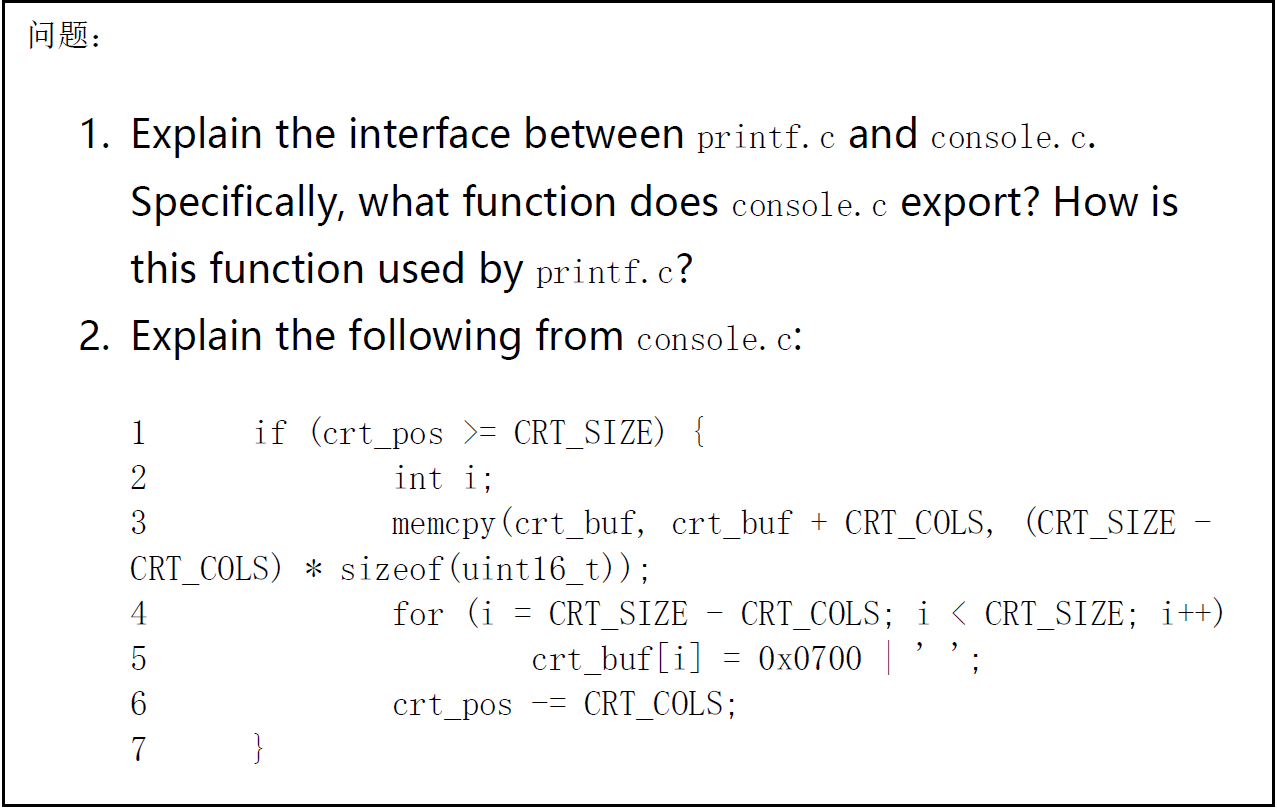 问题：
1. Explain the interface between printf.c and console.c.
Specifically, what function does console.c export? How is
this function used by printf.c?
2. Explain the following from console.c:
1 if (crt_pos >= CRT_SIZE) {
2 int i;
3 memcpy(crt_buf, crt_buf + CRT_COLS, (CRT_SIZE -
CRT_COLS) * sizeof(uint16_t));
4 for (i = CRT_SIZE - CRT_COLS; i < CRT_SIZE; i++)
5 crt_buf[i] = 0x0700 | ' ';
6 crt_pos -= CRT_COLS;
7 }